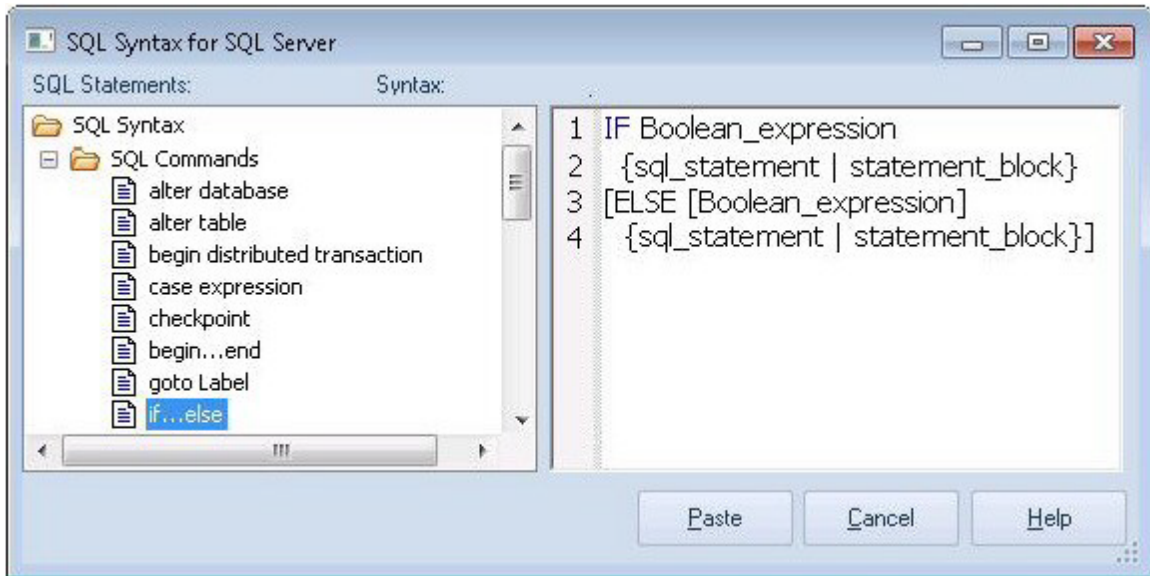 SQL Syntax for SQL Server
SQL Statements: Syntax:
SQL Syntax
SQL Commands
alter database
alter table
begin distributed transaction
case expression
checkpoint
begin...end
goto Label
if...else
1 IF Boolean_expression
2 {sql_statement | statement_block}
3 [ELSE [Boolean_expression]
4 {sql_statement | statement_block}]
Paste Cancel Help